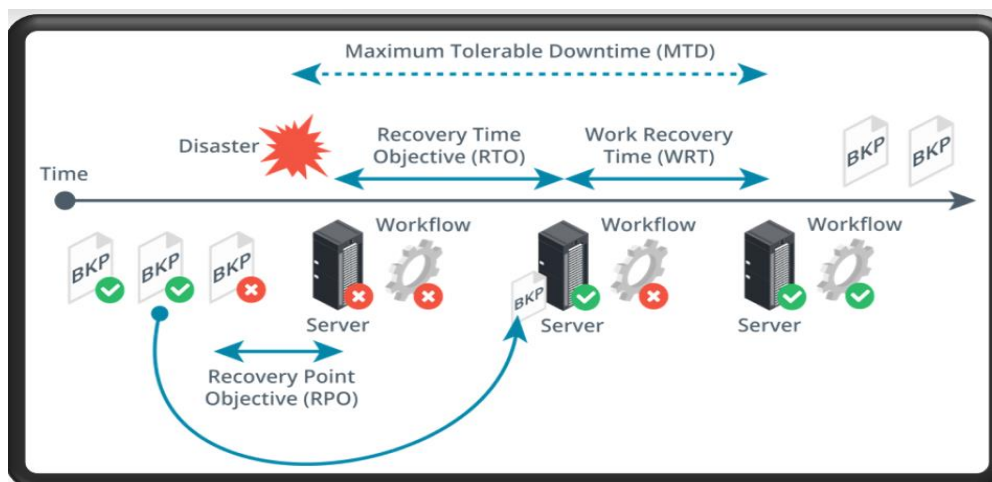 Maximum Tolerable Downtime (MTD)
Disaster
Recovery Time
Objective (RTO)
Work Recovery
Time (WRT)
BKP
BKP
Time
BKP
BKP
BKP
Workflow
Server
Workflow
BKP
Server
Workflow
Server
Recovery Point
Objective (RPO)